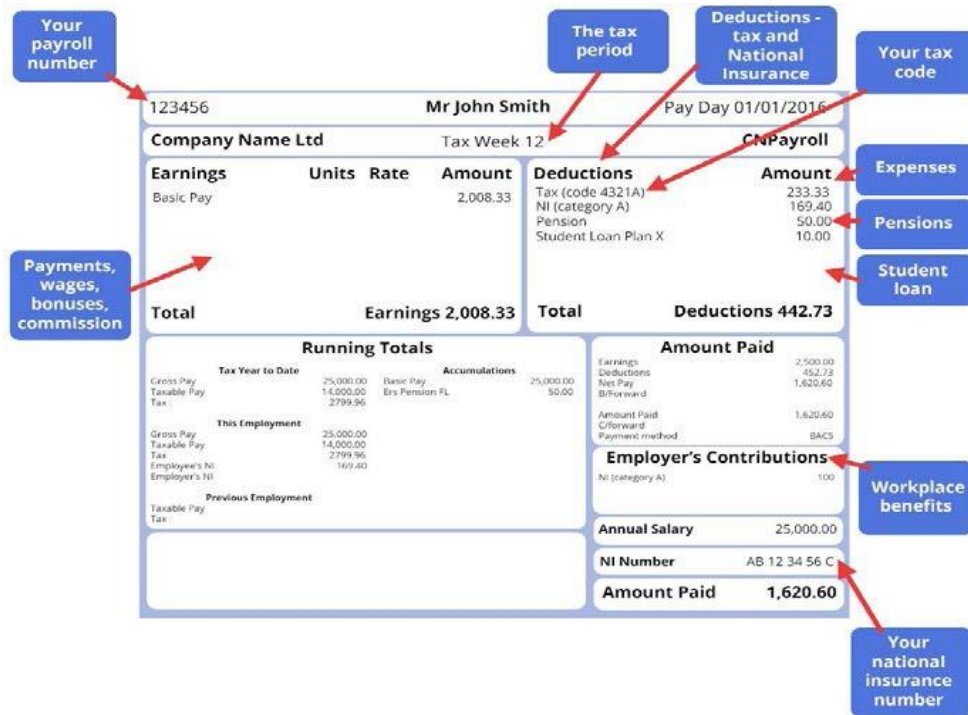 Your
payroll
number
The tax
period
Deductions -
tax and
National
Insurance
Your tax
code
123456 Mr John Smith Pay Day 01/01/2016
Company Name Ltd Tax Week 12 CNPayroll
Earnings Units Rate Amount
Basic Pay 2,008.33
Total Earnings 2,008.33
Deductions Amount
Tax (code 4321A) 233.33
NI (category A) 169.40
Pension 50.00
Student Loan Plan X 10.00
Total Deductions 442.73
Expenses
Pensions
Student
loan
Payments,
wages,
bonuses,
commission
Running Totals
Tax Year to Date Accumulations
Gross Pay 25,000.00 Basic Pay 25,000.00
Taxable Pay 14,000.00 Ers Pension FL 50.00
Tax 2799.96
This Employment
Gross Pay 25,000.00
Taxable Pay 14,000.00
Tax 2799.96
Employee's NI 169.40
Employer's NI
Previous Employment
Taxable Pay
Tax :
Amount Paid
Earnings 2,500.00
Deductions 452.73
Net Pay 1,620.60
B/Forward
Amount Paid 1,620.60
C/forward
Payment method BACS
Employer's Contributions
NI (category A) 100
Workplace
benefits
Annual Salary 25,000.00
NI Number AB 12 34 56 C
Amount Paid 1,620.60
Your
national
insurance
number